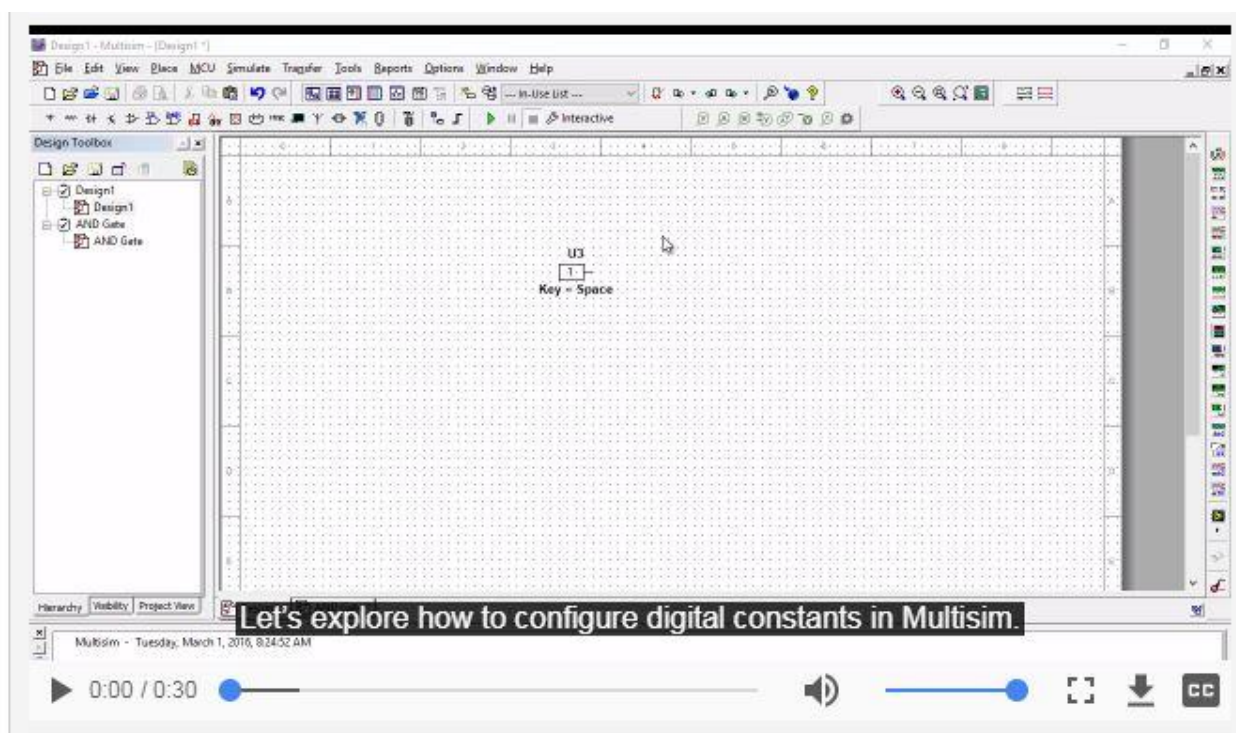 Design1 - Multisim - [Design1 *]
File Edit View Place MCU Simulate Transfer Tools Reports Options Window Help
--- In-Use List ---
Interactive
Design Toolbox
Design1
Design1
AND Gate
AND Gate
U3
1
Key = Space
Hierarchy Visibility Project View
Let's explore how to configure digital constants in Multisim.
Multisim - Tuesday, March 1, 2016, 8:24:52 AM
0:00 / 0:30
CC